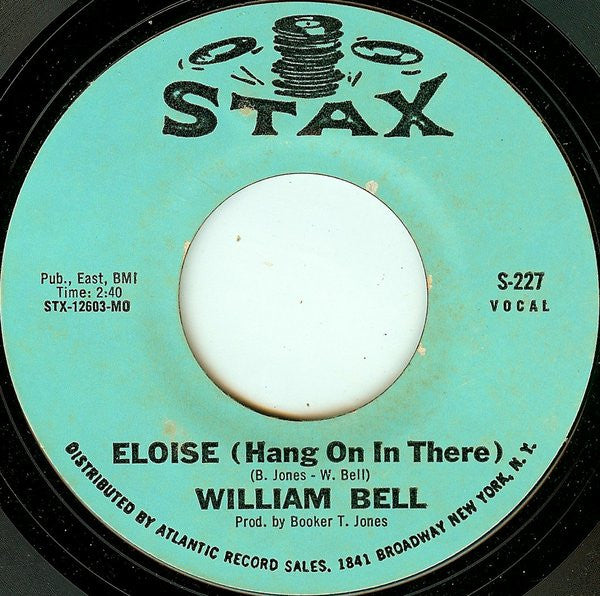 STAX
Pub., East, BMI
Time: 2:40
STX-12603-MO
S-227
VOCAL
ELOISE (Hang On In There)
(B. Jones - W. Bell)
WILLIAM BELL
Prod. by Booker T. Jones
DISTRIBUTED BY ATLANTIC RECORD SALES. 1841 BROADWAY NEW YORK, N. Y.